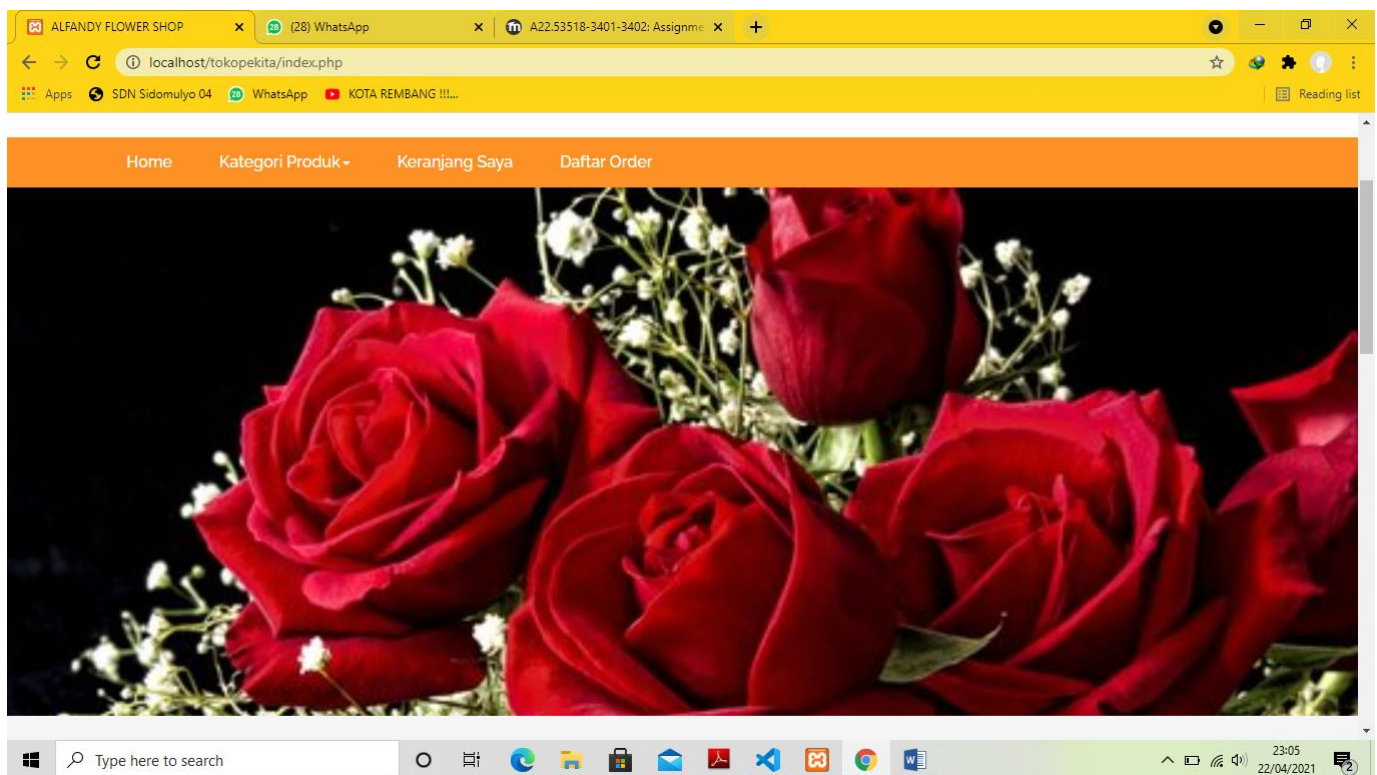 ALFANDY FLOWER SHOP
(28) WhatsApp
A22.53518-3401-3402: Assignme
localhost/tokopekita/index.php
Apps
SDN Sidomulyo 04
28
WhatsApp
KOTA REMBANG !!!...
Reading list
Home
Kategori Produk
Keranjang Saya
Daftar Order
Type here to search
23:05
22/04/2021
2